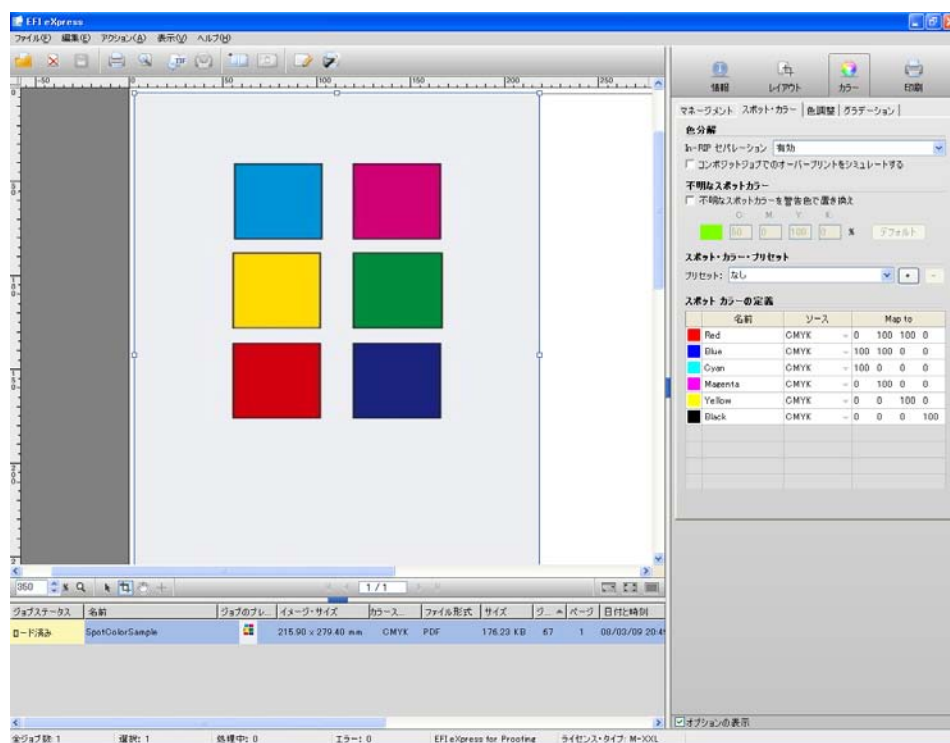 EFI eXpress
ファイル(F) 編集(E) アクション(A) 表示(V) ヘルプ(H)
情報 レイアウト カラー 印刷
マネージメント スポット・カラー 色調整 グラデーション
色分解
In-RIP セパレーション 有効
コンポジットジョブでのオーバープリントをシミュレートする
不明なスポットカラー
不明なスポットカラーを警告色で置き換え
C: M: Y: K:
50 0 100 0 % デフォルト
スポット・カラー・プリセット
プリセット: なし + -
スポット カラーの定義
名前 ソース Map to
Red CMYK 0 100 100 0
Blue CMYK 100 100 0 0
Cyan CMYK 100 0 0 0
Magenta CMYK 0 100 0 0
Yellow CMYK 0 0 100 0
Black CMYK 0 0 0 100
350 % 1 / 1
ジョブステータス 名前 ジョブのプレ... イメージ・サイズ カラース... ファイル形式 サイズ ジ... ページ 日付と時刻
ロード済み SpotColorSample 215.90 x 279.40 mm CMYK PDF 176.23 KB 67 1 08/03/09 20:4
オプションの表示
全ジョブ数: 1 選択: 1 処理中: 0 エラー: 0 EFI eXpress for Proofing ライセンス・タイプ: M-XXL